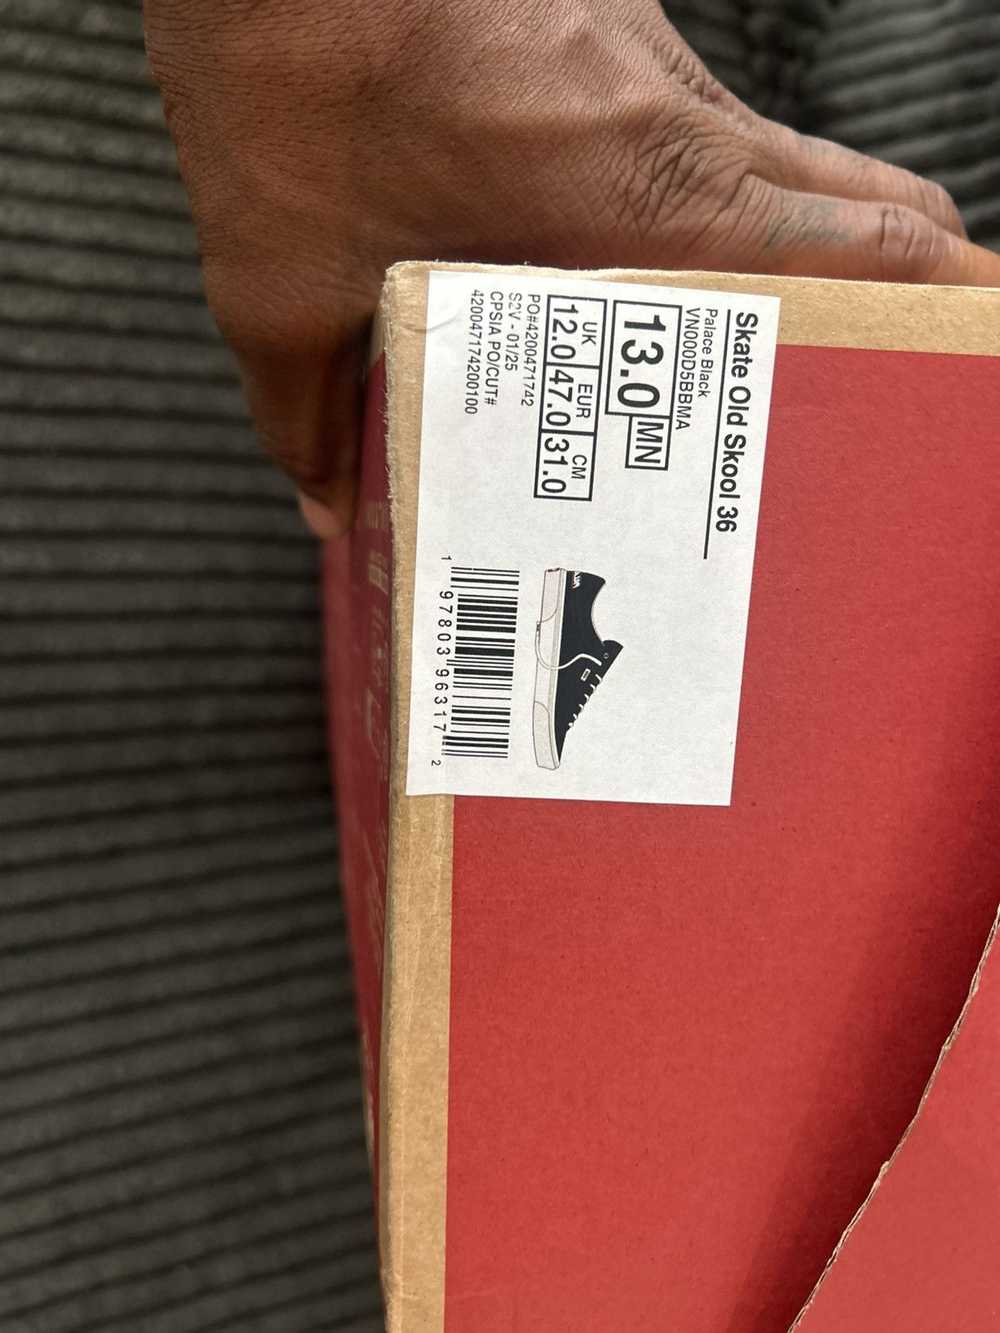 Skate Old Skool 36
Palace Black
VN000D5BBMA
13.0 MN
UK EUR CM
12.0 47.0 31.0
PO#4200471742
S2V - 01/25
CPSIA PO/CUT#
420047174200100
1 97803 96317 2